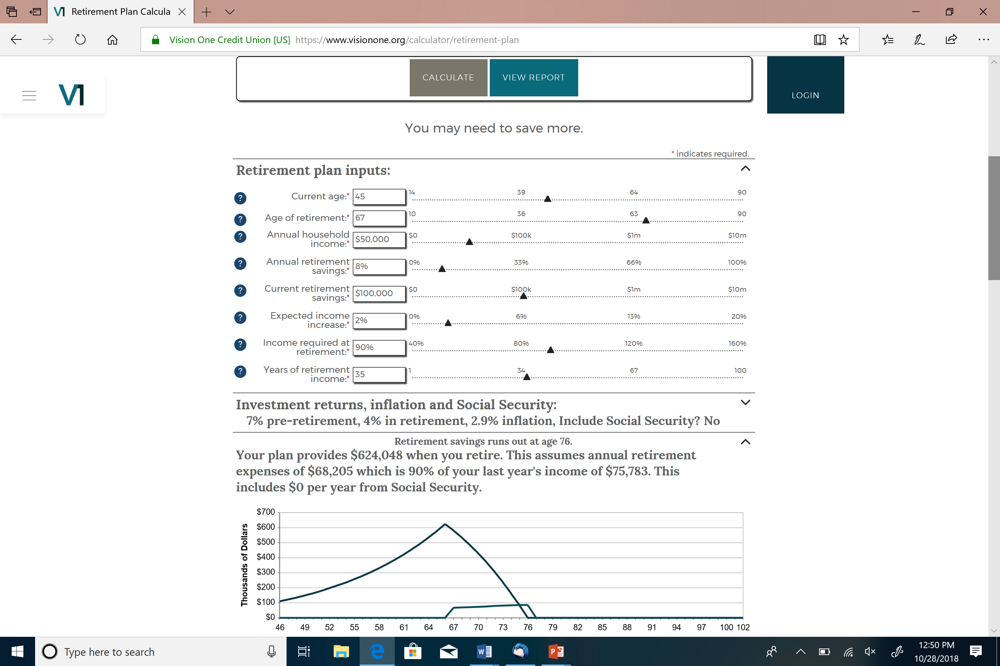 V1 Retirement Plan Calcula
Vision One Credit Union [US] https://www.visionone.org/calculator/retirement-plan
CALCULATE VIEW REPORT
V1
LOGIN
You may need to save more.
* indicates required.
Retirement plan inputs:
? Current age:* 45 14 39 64 90
? Age of retirement:* 67 10 36 63 90
? Annual household $50,000 $0 $100k $1m $10m
income:*
? Annual retirement 8% 0% 33% 66% 100%
savings:*
? Current retirement $100,000 $0 $100k $1m $10m
savings:*
? Expected income 2% 0% 6% 13% 20%
increase:*
? Income required at 90% 40% 80% 120% 160%
retirement:*
? Years of retirement 35 1 34 67 100
income:*
Investment returns, inflation and Social Security:
7% pre-retirement, 4% in retirement, 2.9% inflation, Include Social Security? No
Retirement savings runs out at age 76.
Your plan provides $624,048 when you retire. This assumes annual retirement
expenses of $68,205 which is 90% of your last year's income of $75,783. This
includes $0 per year from Social Security.
Thousands of Dollars
$700
$600
$500
$400
$300
$200
$100
$0
46 49 52 55 58 61 64 67 70 73 76 79 82 85 88 91 94 97 100 102
Type here to search
12:50 PM
10/28/2018